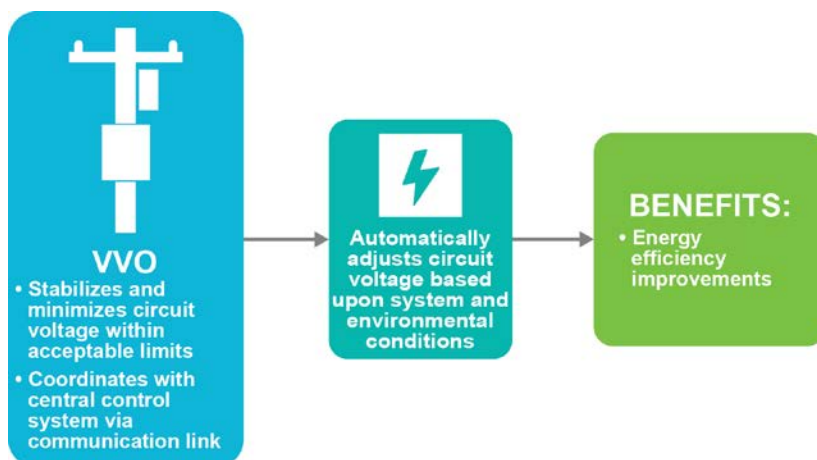 VVO
• Stabilizes and
minimizes circuit
voltage within
acceptable limits
• Coordinates with
central control
system via
communication link
Automatically
adjusts circuit
voltage based
upon system and
environmental
conditions
BENEFITS:
• Energy
efficiency
improvements